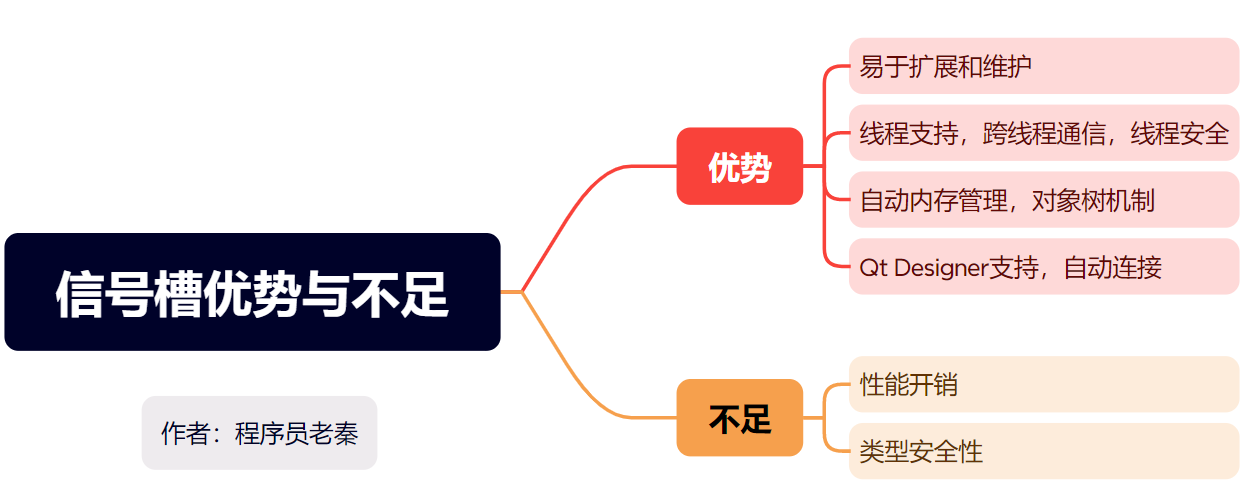 信号槽优势与不足
作者：程序员老秦
优势
易于扩展和维护
线程支持，跨线程通信，线程安全
自动内存管理，对象树机制
Qt Designer支持，自动连接
不足
性能开销
类型安全性